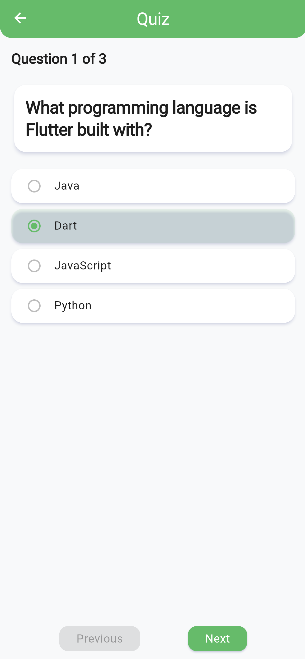 Quiz
Question 1 of 3
What programming language is
Flutter built with?
Java
Dart
JavaScript
Python
Previous
Next